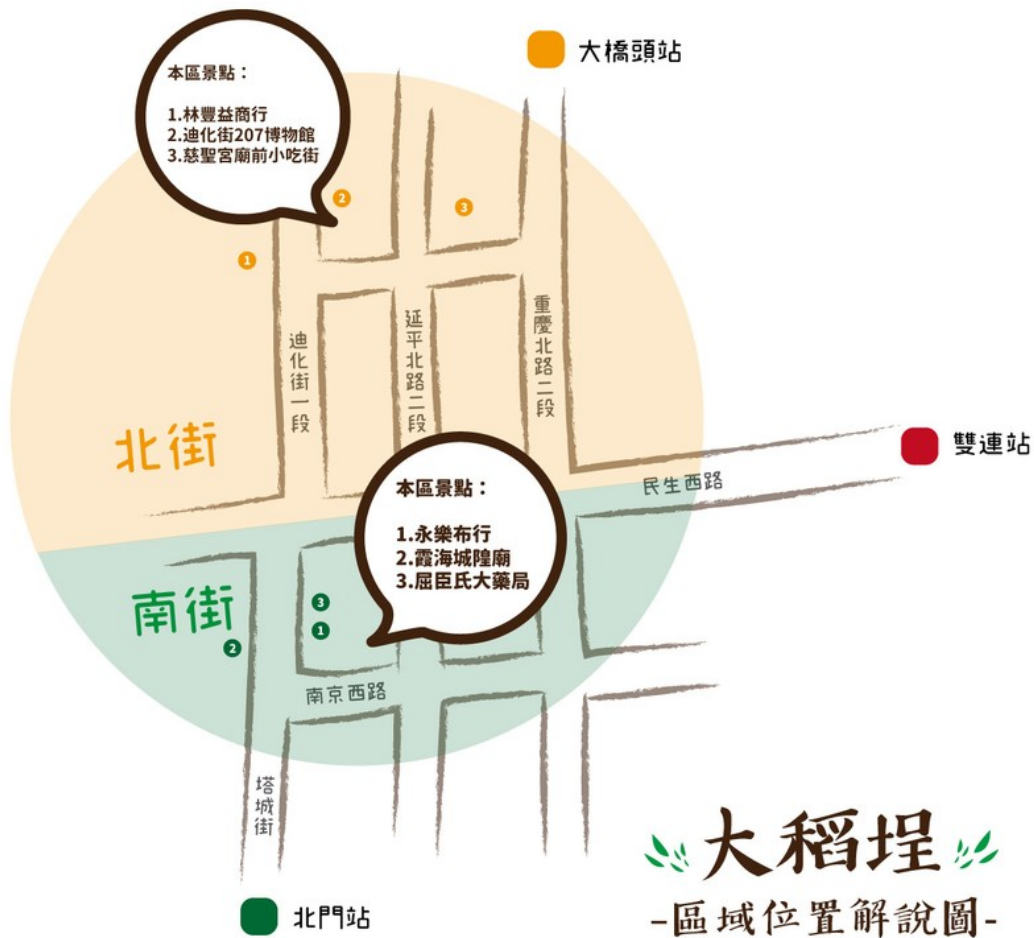 大橋頭站
本區景點：
1.林豐益商行
2.迪化街207博物館
3.慈聖宮廟前小吃街
2
3
1
迪化街一段
延平北路二段
重慶北路二段
北街
雙連站
民生西路
本區景點：
1.永樂布行
2.霞海城隍廟
3.屈臣氏大藥局
南街
3
1
2
南京西路
塔城街
大稻埕
-區域位置解說圖-
北門站